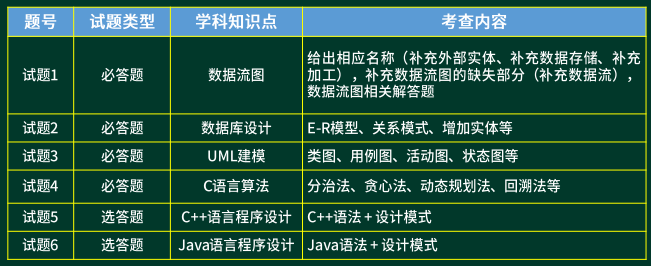 题号 试题类型 学科知识点 考查内容
试题1 必答题 数据流图 给出相应名称（补充外部实体、补充数据存储、补充
加工），补充数据流图的缺失部分（补充数据流），
数据流图相关解答题
试题2 必答题 数据库设计 E-R模型、关系模式、增加实体等
试题3 必答题 UML建模 类图、用例图、活动图、状态图等
试题4 必答题 C语言算法 分治法、贪心法、动态规划法、回溯法等
试题5 选答题 C++语言程序设计 C++语法 + 设计模式
试题6 选答题 Java语言程序设计 Java语法 + 设计模式